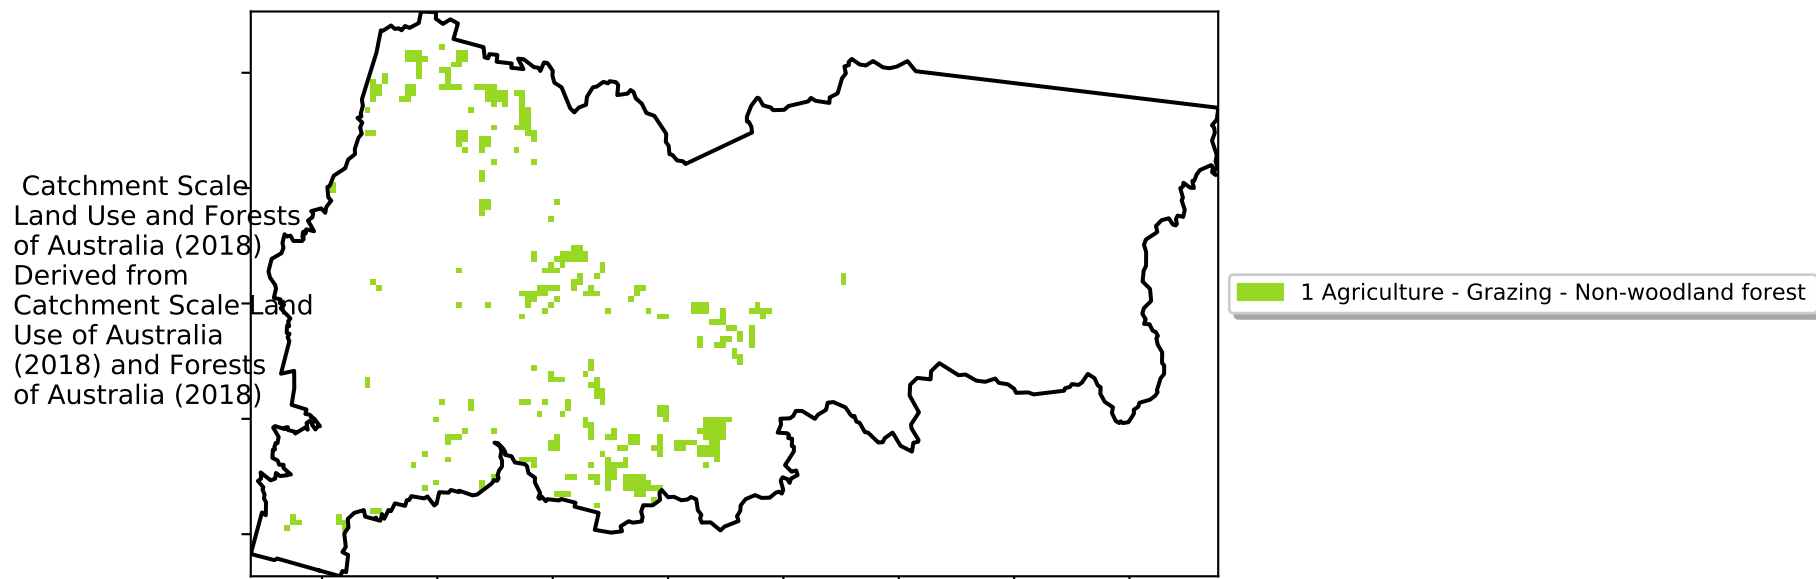 Catchment Scale
Land Use and Forests
of Australia (2018)
Derived from
Catchment Scale Land
Use of Australia
(2018) and Forests
of Australia (2018)
1 Agriculture - Grazing - Non-woodland forest